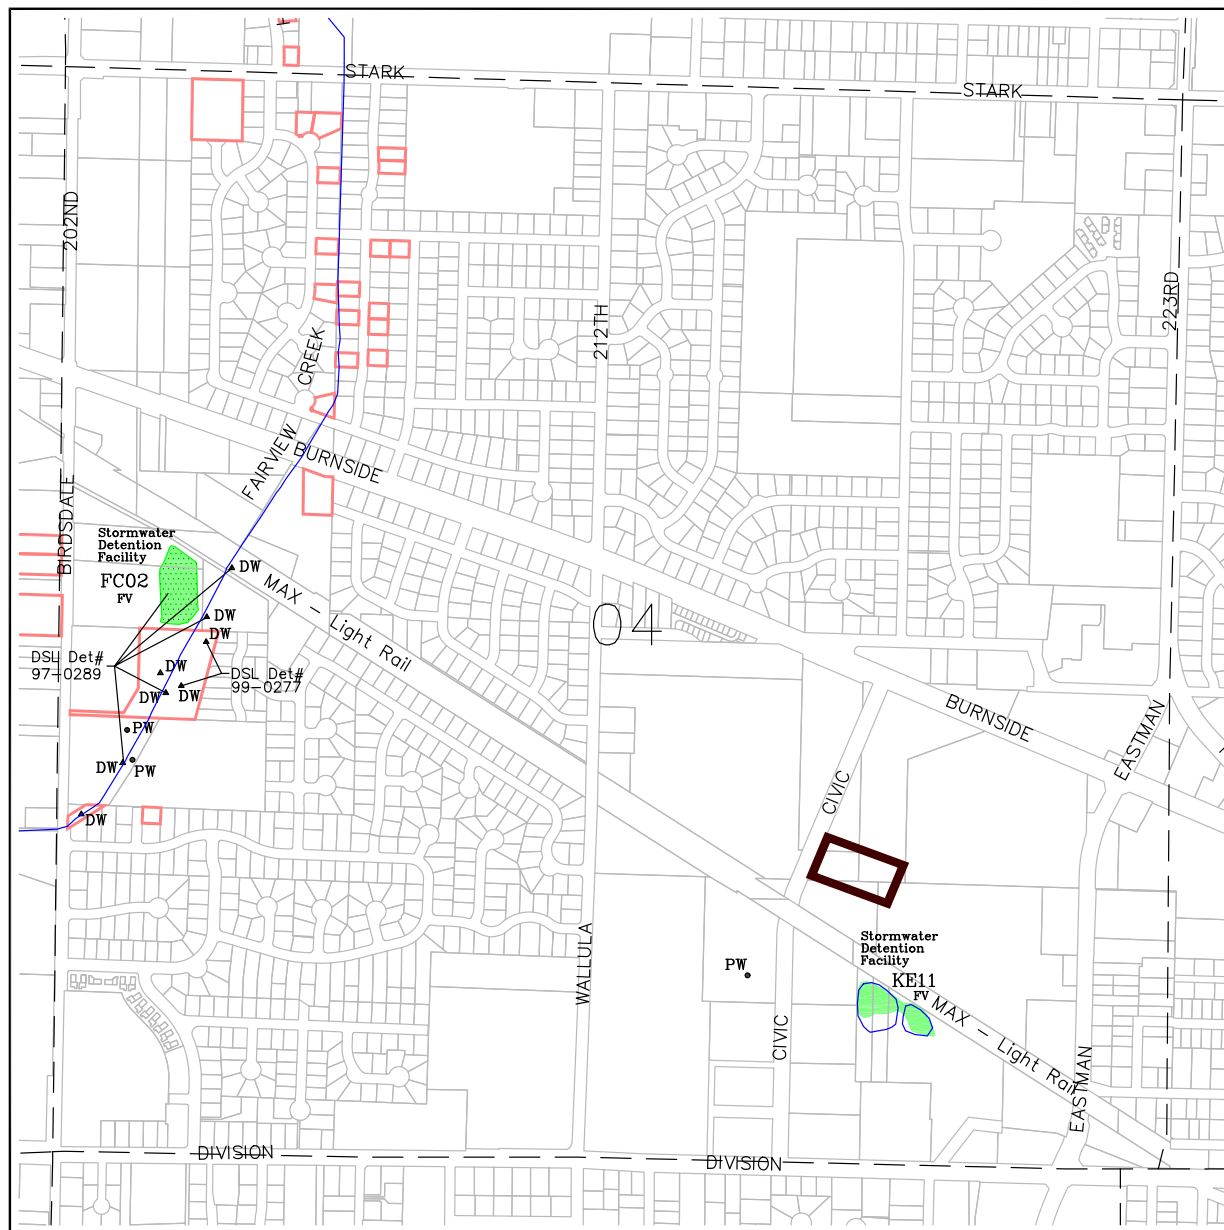 STARK
STARK
202ND
212TH
223RD
CREEK
FAIRVIEW
BURNSIDE
BIRDSDALE
Stormwater
Detention
Facility
FC02
FV
DW
MAX – Light Rail
04
DW
DW
DSL Det#
97-0289
DW
DW
DW
DSL Det#
99-0277
PW
DW
PW
DW
BURNSIDE
EASTMAN
CIVIC
WALLULA
Stormwater
Detention
Facility
PW
KE11
FV
MAX – Light Rail
CIVIC
EASTMAN
DIVISION
DIVISION